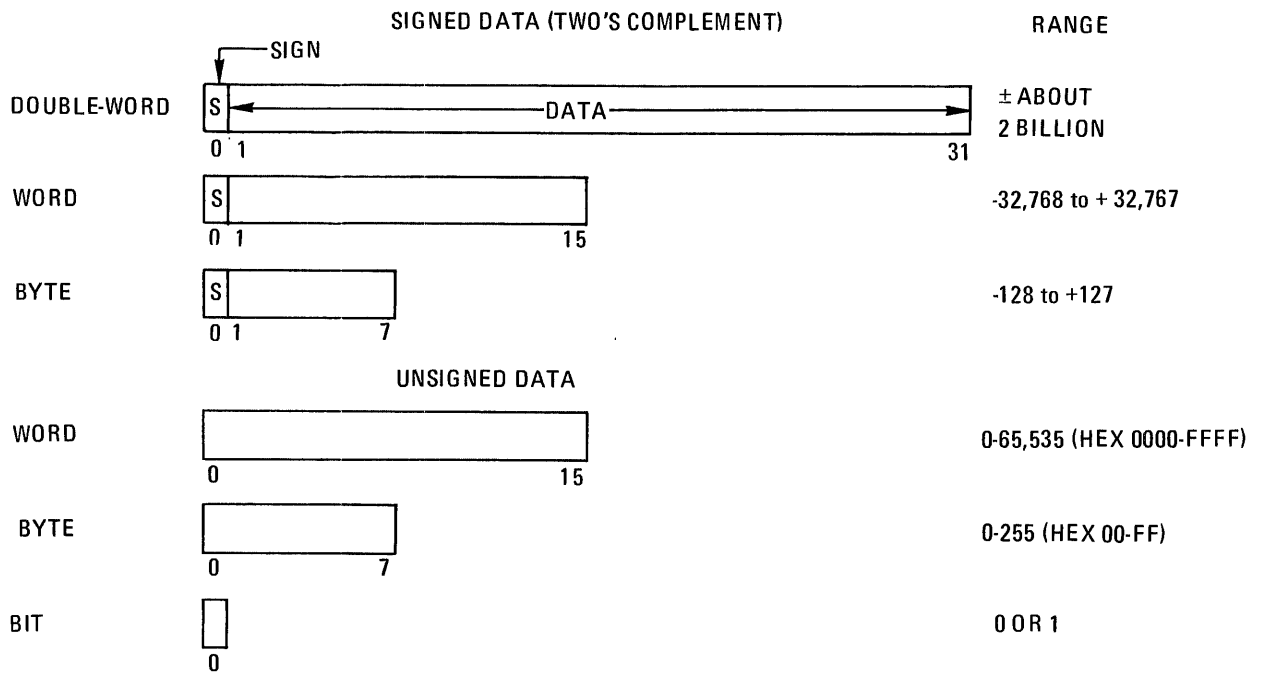 SIGNED DATA (TWO'S COMPLEMENT) RANGE
SIGN
DOUBLE-WORD S DATA ± ABOUT
2 BILLION
0 1 31
WORD S -32,768 to + 32,767
0 1 15
BYTE S -128 to +127
0 1 7
UNSIGNED DATA
WORD 0-65,535 (HEX 0000-FFFF)
0 15
BYTE 0-255 (HEX 00-FF)
0 7
BIT 0 OR 1
0